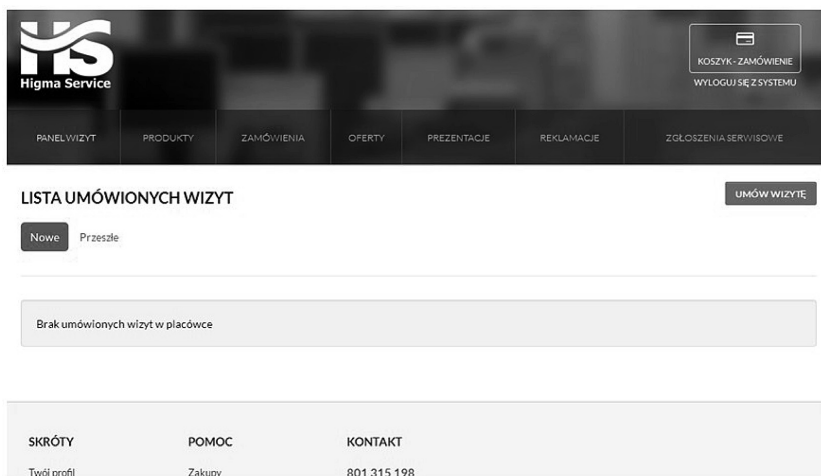 HS
Higma Service
KOSZYK - ZAMÓWIENIE
WYLOGUJ SIĘ Z SYSTEMU
PANEL WIZYT PRODUKTY ZAMÓWIENIA OFERTY PREZENTACJE REKLAMACJE ZGŁOSZENIA SERWISOWE
LISTA UMÓWIONYCH WIZYT UMÓW WIZYTĘ
Nowe Przeszłe
Brak umówionych wizyt w placówce
SKRÓTY POMOC KONTAKT
Twój profil Zakupy 801 315 198